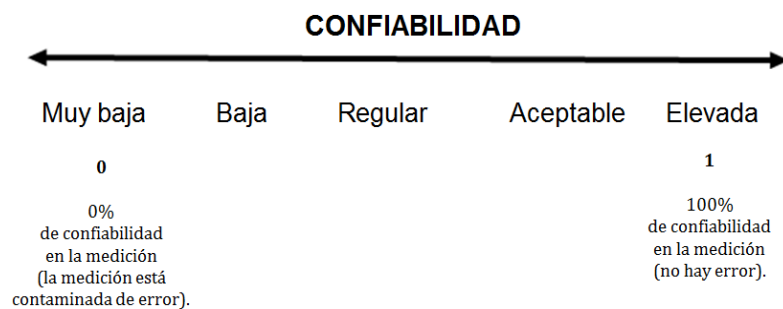 CONFIABILIDAD
Muy baja Baja Regular Aceptable Elevada
0 1
0%
de confiabilidad
en la medición
(la medición está
contaminada de error).
100%
de confiabilidad
en la medición
(no hay error).